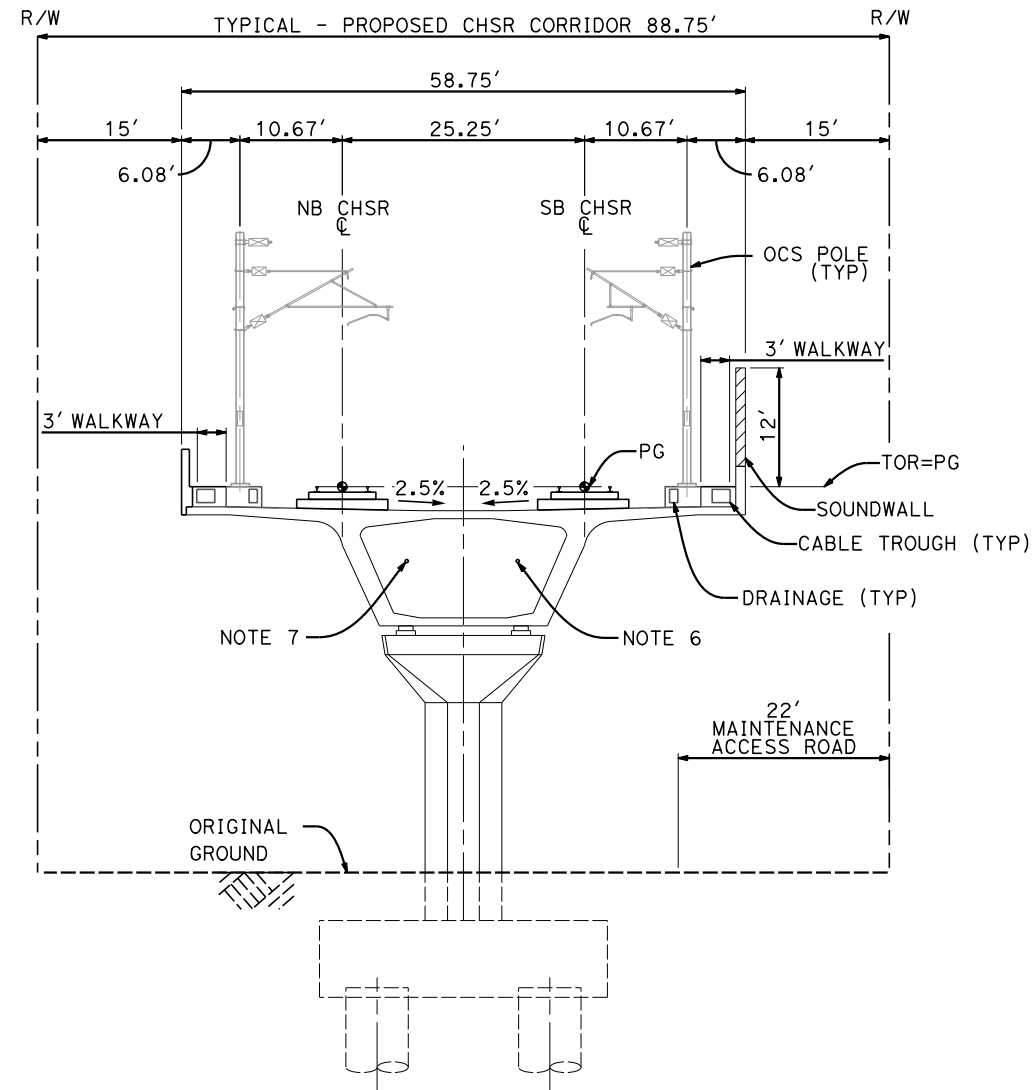 R/W
TYPICAL - PROPOSED CHSR CORRIDOR 88.75'
R/W
58.75'
15'
10.67'
25.25'
10.67'
15'
6.08'
6.08'
NB CHSR
℄
SB CHSR
℄
OCS POLE
(TYP)
3' WALKWAY
3' WALKWAY
12'
PG
TOR=PG
2.5%
2.5%
SOUNDWALL
CABLE TROUGH (TYP)
DRAINAGE (TYP)
NOTE 7
NOTE 6
22'
MAINTENANCE
ACCESS ROAD
ORIGINAL
GROUND